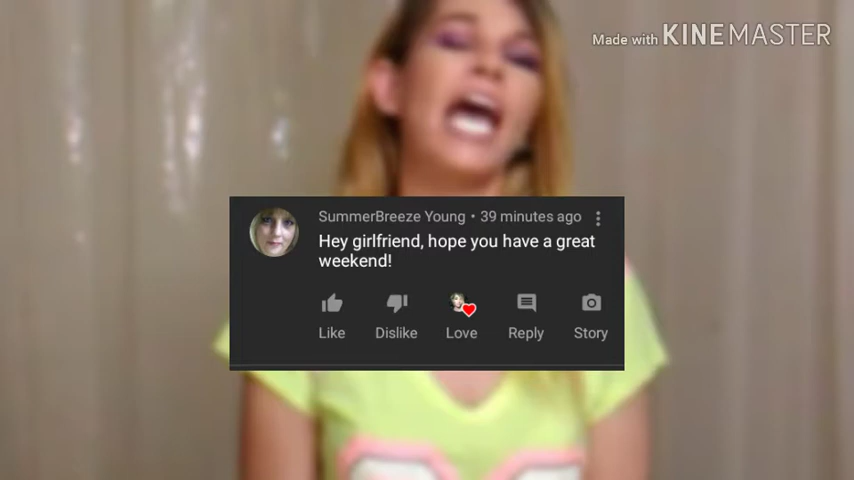 Made with KINEMASTER
SummerBreeze Young • 39 minutes ago
Hey girlfriend, hope you have a great
weekend!
Like Dislike Love Reply Story